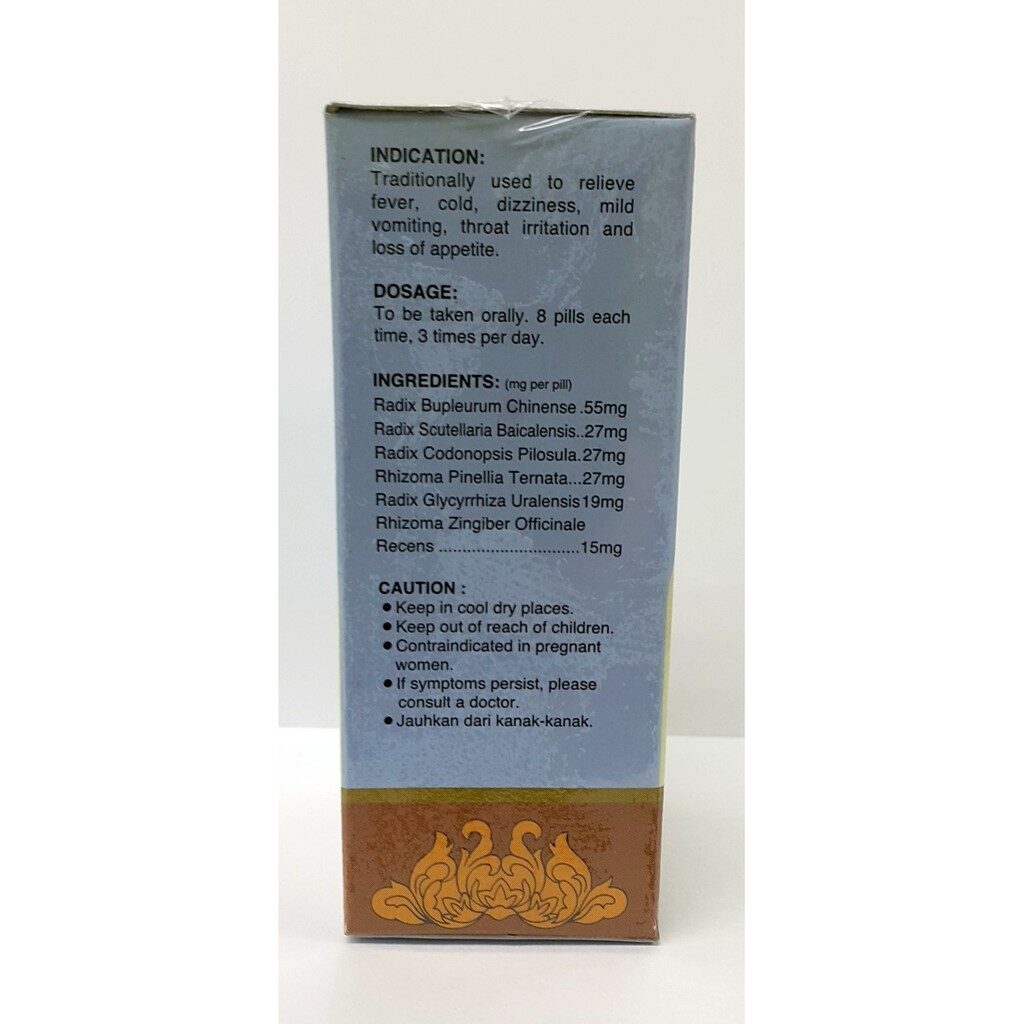 INDICATION:
Traditionally used to relieve
fever, cold, dizziness, mild
vomiting, throat irritation and
loss of appetite.
DOSAGE:
To be taken orally. 8 pills each
time, 3 times per day.
INGREDIENTS: (mg per pill)
Radix Bupleurum Chinense .55mg
Radix Scutellaria Baicalensis..27mg
Radix Codonopsis Pilosula.27mg
Rhizoma Pinellia Ternata...27mg
Radix Glycyrrhiza Uralensis 19mg
Rhizoma Zingiber Officinale
Recens ..............................15mg
CAUTION :
● Keep in cool dry places.
● Keep out of reach of children.
● Contraindicated in pregnant
women.
● If symptoms persist, please
consult a doctor.
● Jauhkan dari kanak-kanak.